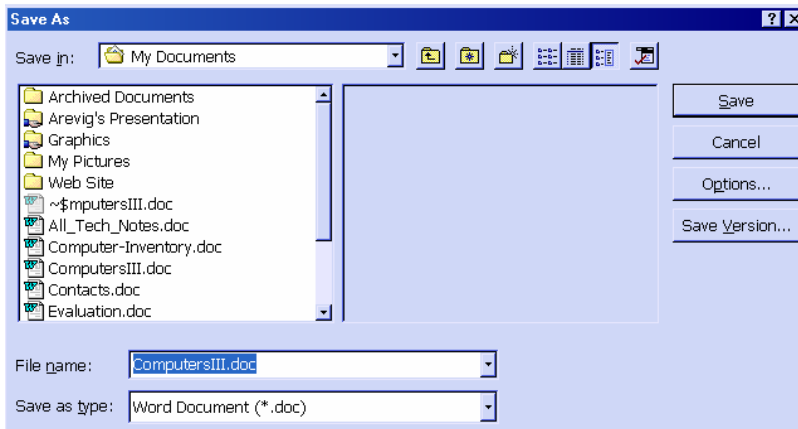 Save As
Save in: My Documents
Archived Documents
Arevig's Presentation
Graphics
My Pictures
Web Site
~$mputersIII.doc
All_Tech_Notes.doc
Computer-Inventory.doc
ComputersIII.doc
Contacts.doc
Evaluation.doc
Save
Cancel
Options...
Save Version...
File name: ComputersIII.doc
Save as type: Word Document (*.doc)